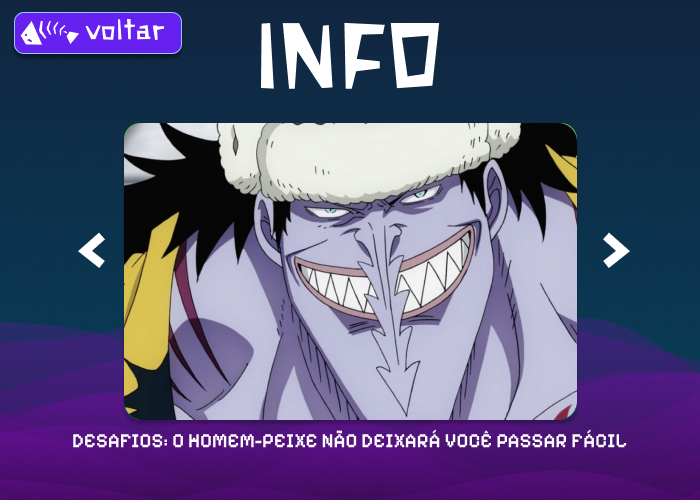 voltar
INFO
DESAFIOS: O HOMEM-PEIXE NÃO DEIXARÁ VOCÊ PASSAR FÁCIL